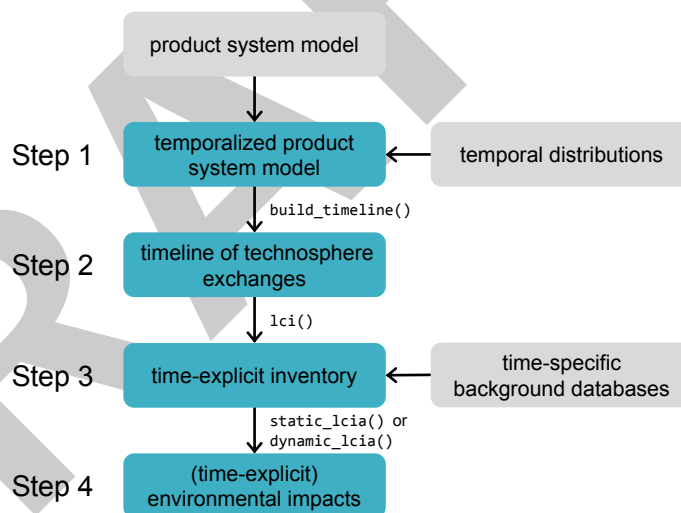 product system model
Step 1
temporalized product
system model
temporal distributions
build_timeline()
Step 2
timeline of technosphere
exchanges
lci()
Step 3
time-explicit inventory
time-specific
background databases
static_lcia() or
dynamic_lcia()
Step 4
(time-explicit)
environmental impacts